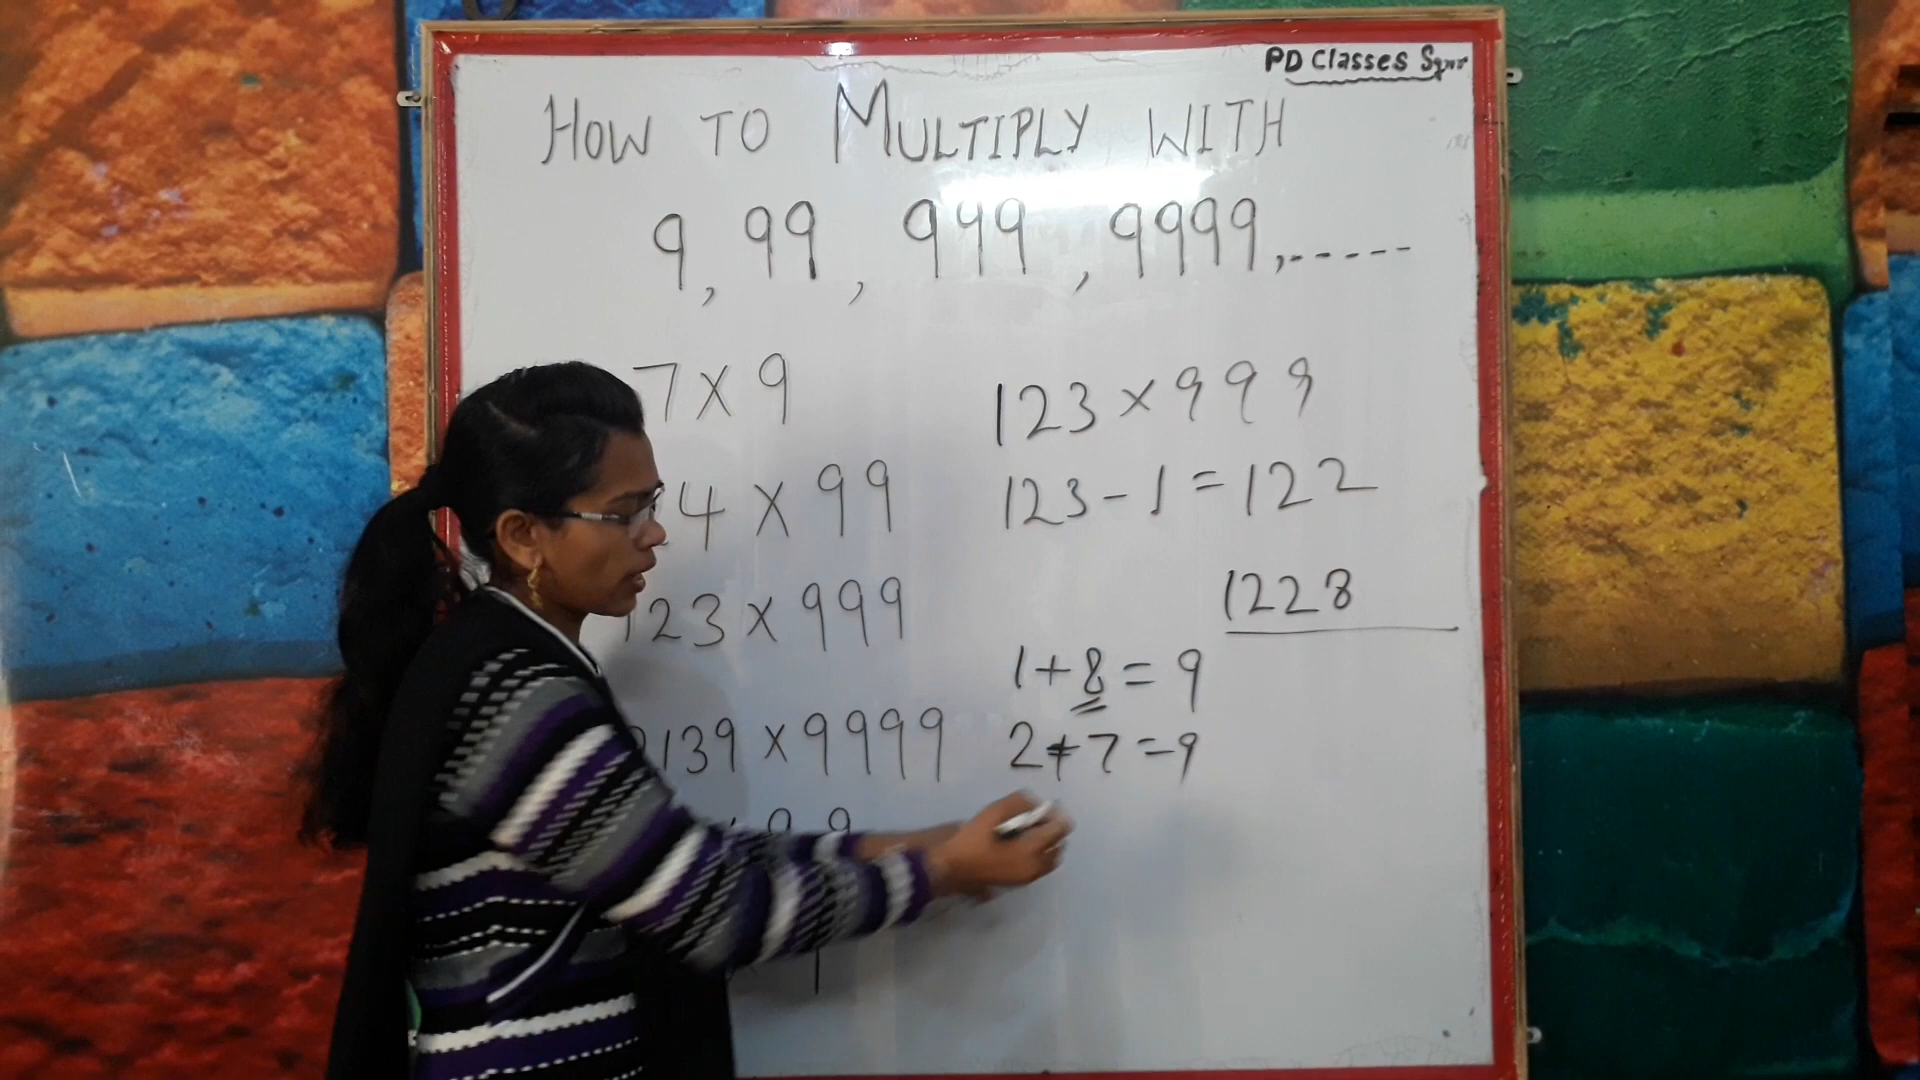 PD Classes
HOW TO MULTIPLY WITH
9, 99, 999, 9999,-----
7 X 9
4 X 99
123 X 999
139 X 9999
99
123 × 999
123 - 1 = 122
1228
1 + 8 = 9
2 + 7 = 9